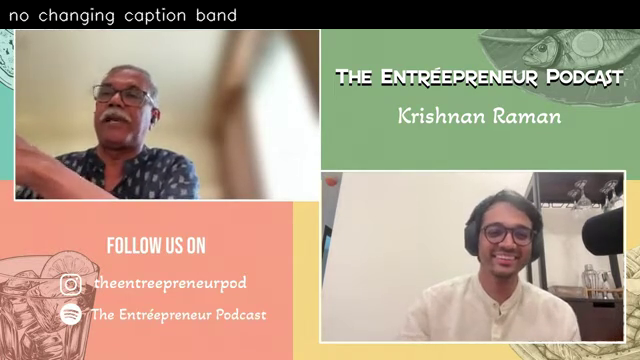 no changing caption band
THE ENTRÉEPRENEUR PODCAST
Krishnan Raman
FOLLOW US ON
theentreepreneurpod
The Entréepreneur Podcast